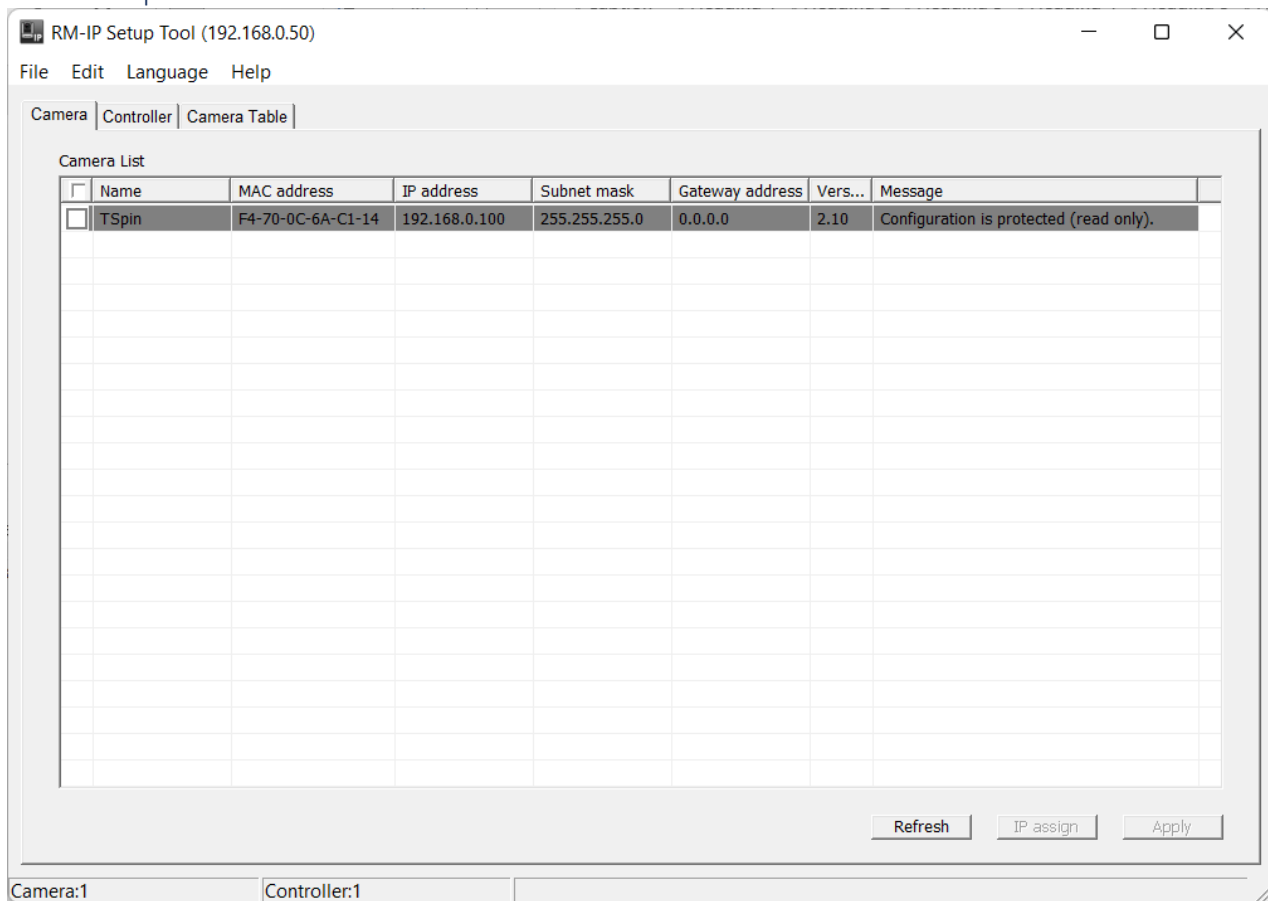 RM-IP Setup Tool (192.168.0.50)
File Edit Language Help
Camera Controller Camera Table
Camera List
Name MAC address IP address Subnet mask Gateway address Vers... Message
TSpin F4-70-0C-6A-C1-14 192.168.0.100 255.255.255.0 0.0.0.0 2.10 Configuration is protected (read only).
Refresh IP assign Apply
Camera:1 Controller:1